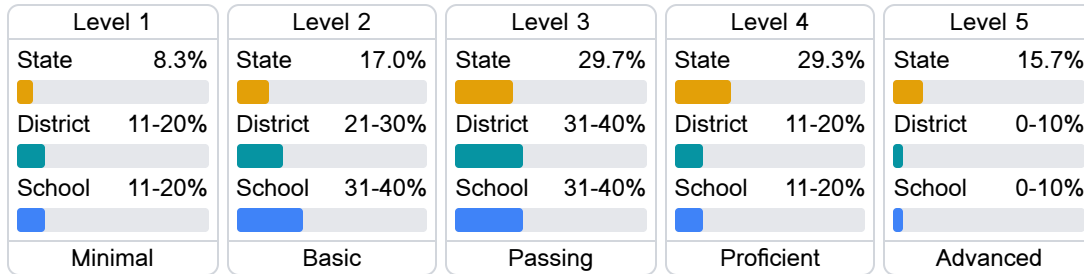 Level 1
State 8.3%
District 11-20%
School 11-20%
Minimal
Level 2
State 17.0%
District 21-30%
School 31-40%
Basic
Level 3
State 29.7%
District 31-40%
School 31-40%
Passing
Level 4
State 29.3%
District 11-20%
School 11-20%
Proficient
Level 5
State 15.7%
District 0-10%
School 0-10%
Advanced